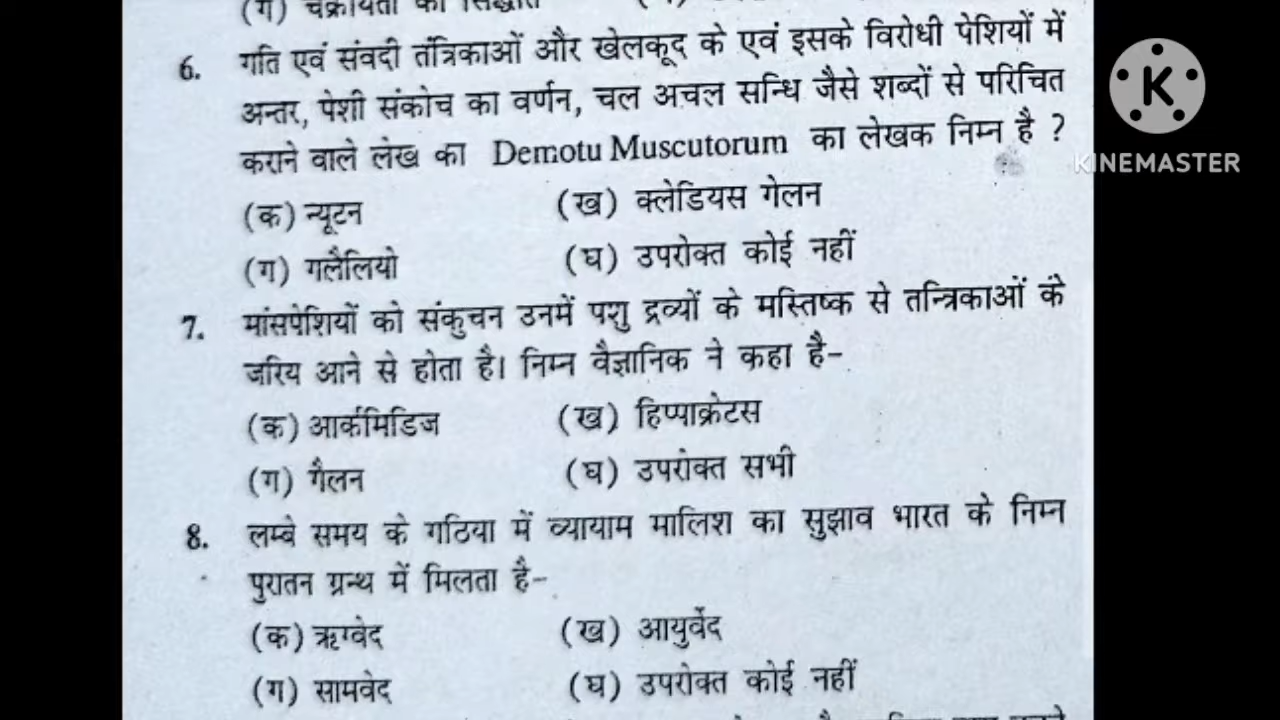 (ग) चक्रीयता का सिद्धांत
6. गति एवं संवदी तंत्रिकाओं और खेलकूद के एवं इसके विरोधी पेशियों में
अन्तर, पेशी संकोच का वर्णन, चल अचल सन्धि जैसे शब्दों से परिचित
कराने वाले लेख का Demotu Muscutorum का लेखक निम्न है ?
(क) न्यूटन (ख) क्लेडियस गेलन
(ग) गलैलियो (घ) उपरोक्त कोई नहीं
7. मांसपेशियों को संकुचन उनमें पशु द्रव्यों के मस्तिष्क से तन्त्रिकाओं के
जरिय आने से होता है। निम्न वैज्ञानिक ने कहा है-
(क) आर्कमिडिज (ख) हिप्पाक्रेटस
(ग) गैलन (घ) उपरोक्त सभी
8. लम्बे समय के गठिया में व्यायाम मालिश का सुझाव भारत के निम्न
पुरातन ग्रन्थ में मिलता है-
(क) ऋग्वेद (ख) आयुर्वेद
(ग) सामवेद (घ) उपरोक्त कोई नहीं
K
KINEMASTER